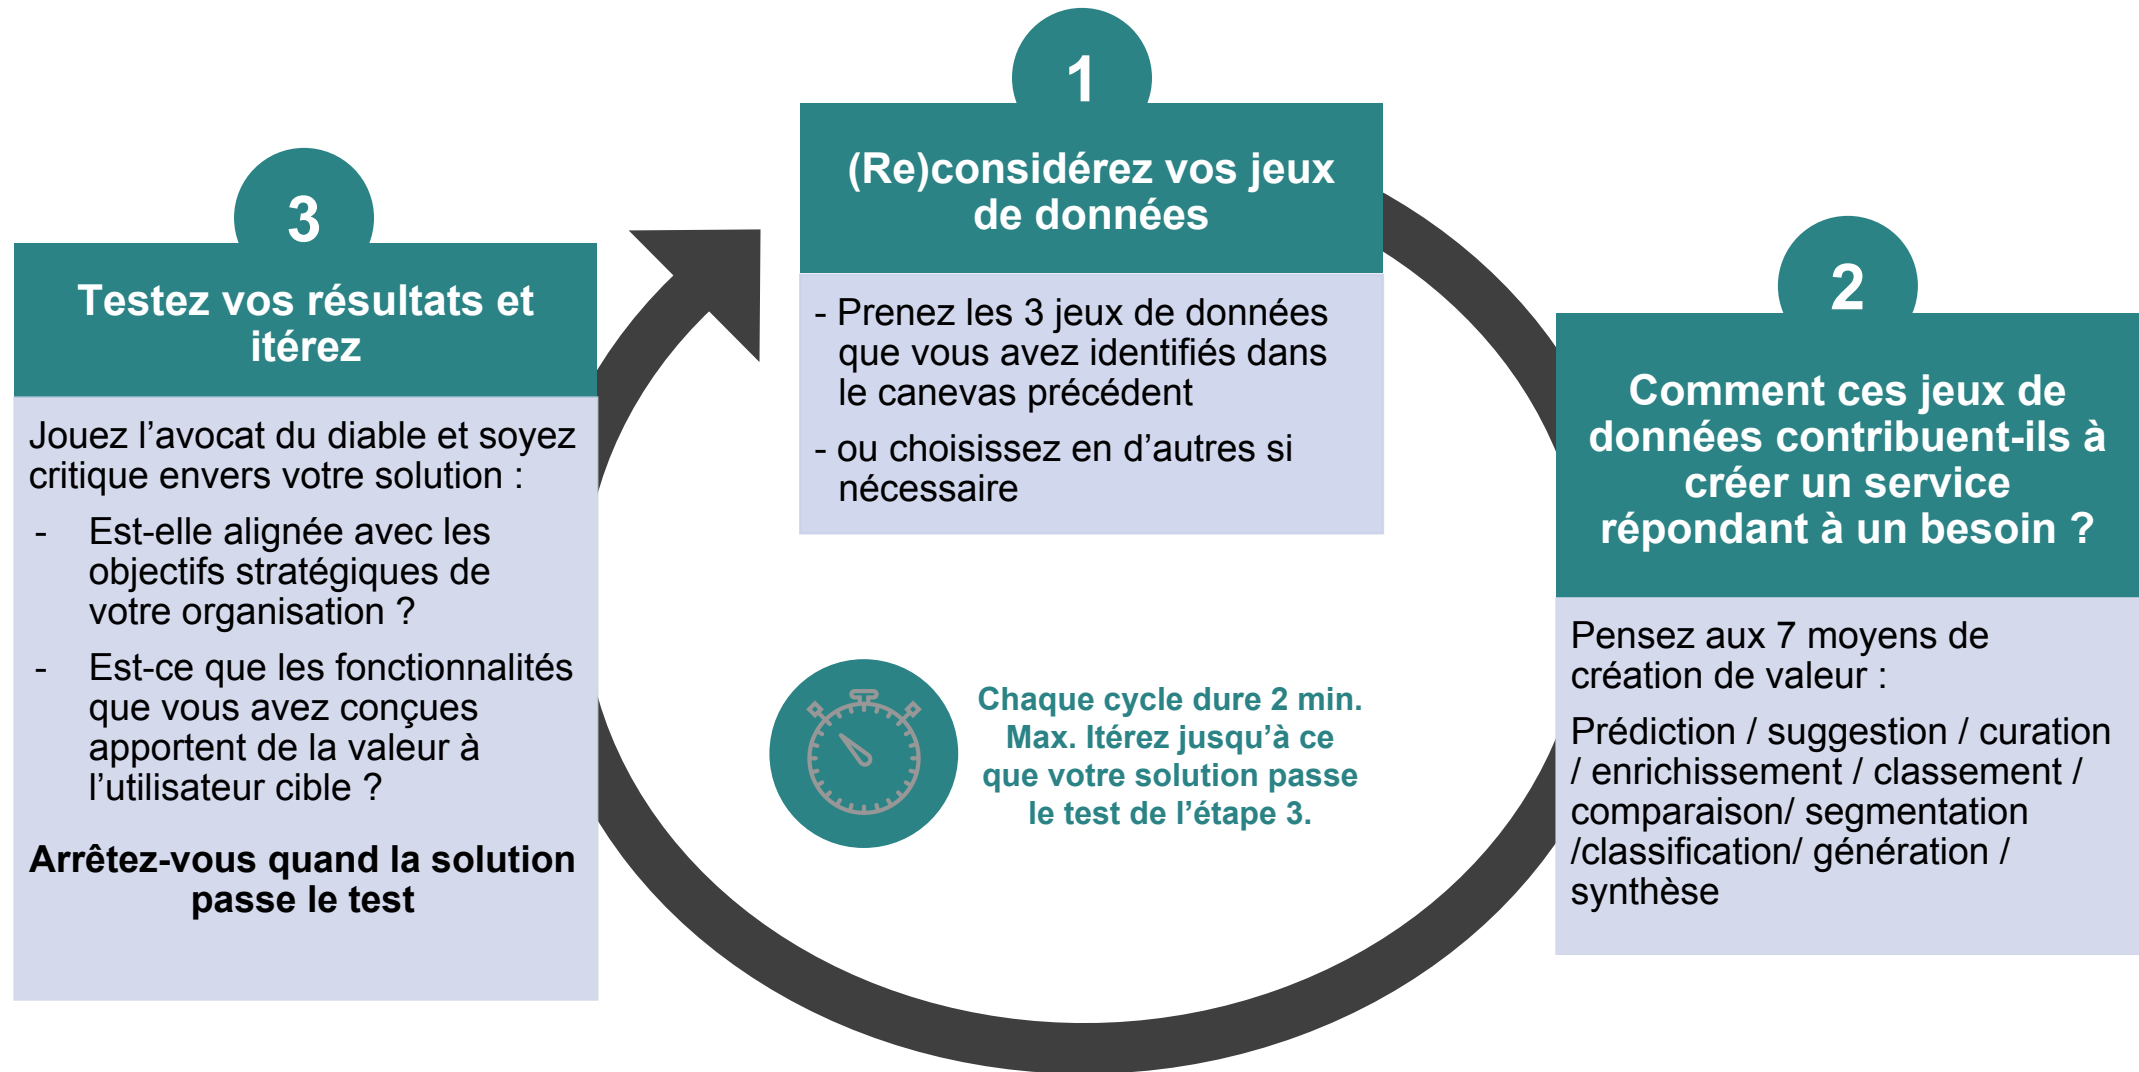 1
(Re)considérez vos jeux
de données
- Prenez les 3 jeux de données
que vous avez identifiés dans
le canevas précédent
- ou choisissez en d’autres si
nécessaire
2
Comment ces jeux de
données contribuent-ils à
créer un service
répondant à un besoin ?
Pensez aux 7 moyens de
création de valeur :
Prédiction / suggestion / curation
/ enrichissement / classement /
comparaison/ segmentation
/classification/ génération /
synthèse
3
Testez vos résultats et
itérez
Jouez l’avocat du diable et soyez
critique envers votre solution :
- Est-elle alignée avec les
objectifs stratégiques de
votre organisation ?
- Est-ce que les fonctionnalités
que vous avez conçues
apportent de la valeur à
l’utilisateur cible ?
Arrêtez-vous quand la solution
passe le test
Chaque cycle dure 2 min.
Max. Itérez jusqu’à ce
que votre solution passe
le test de l’étape 3.